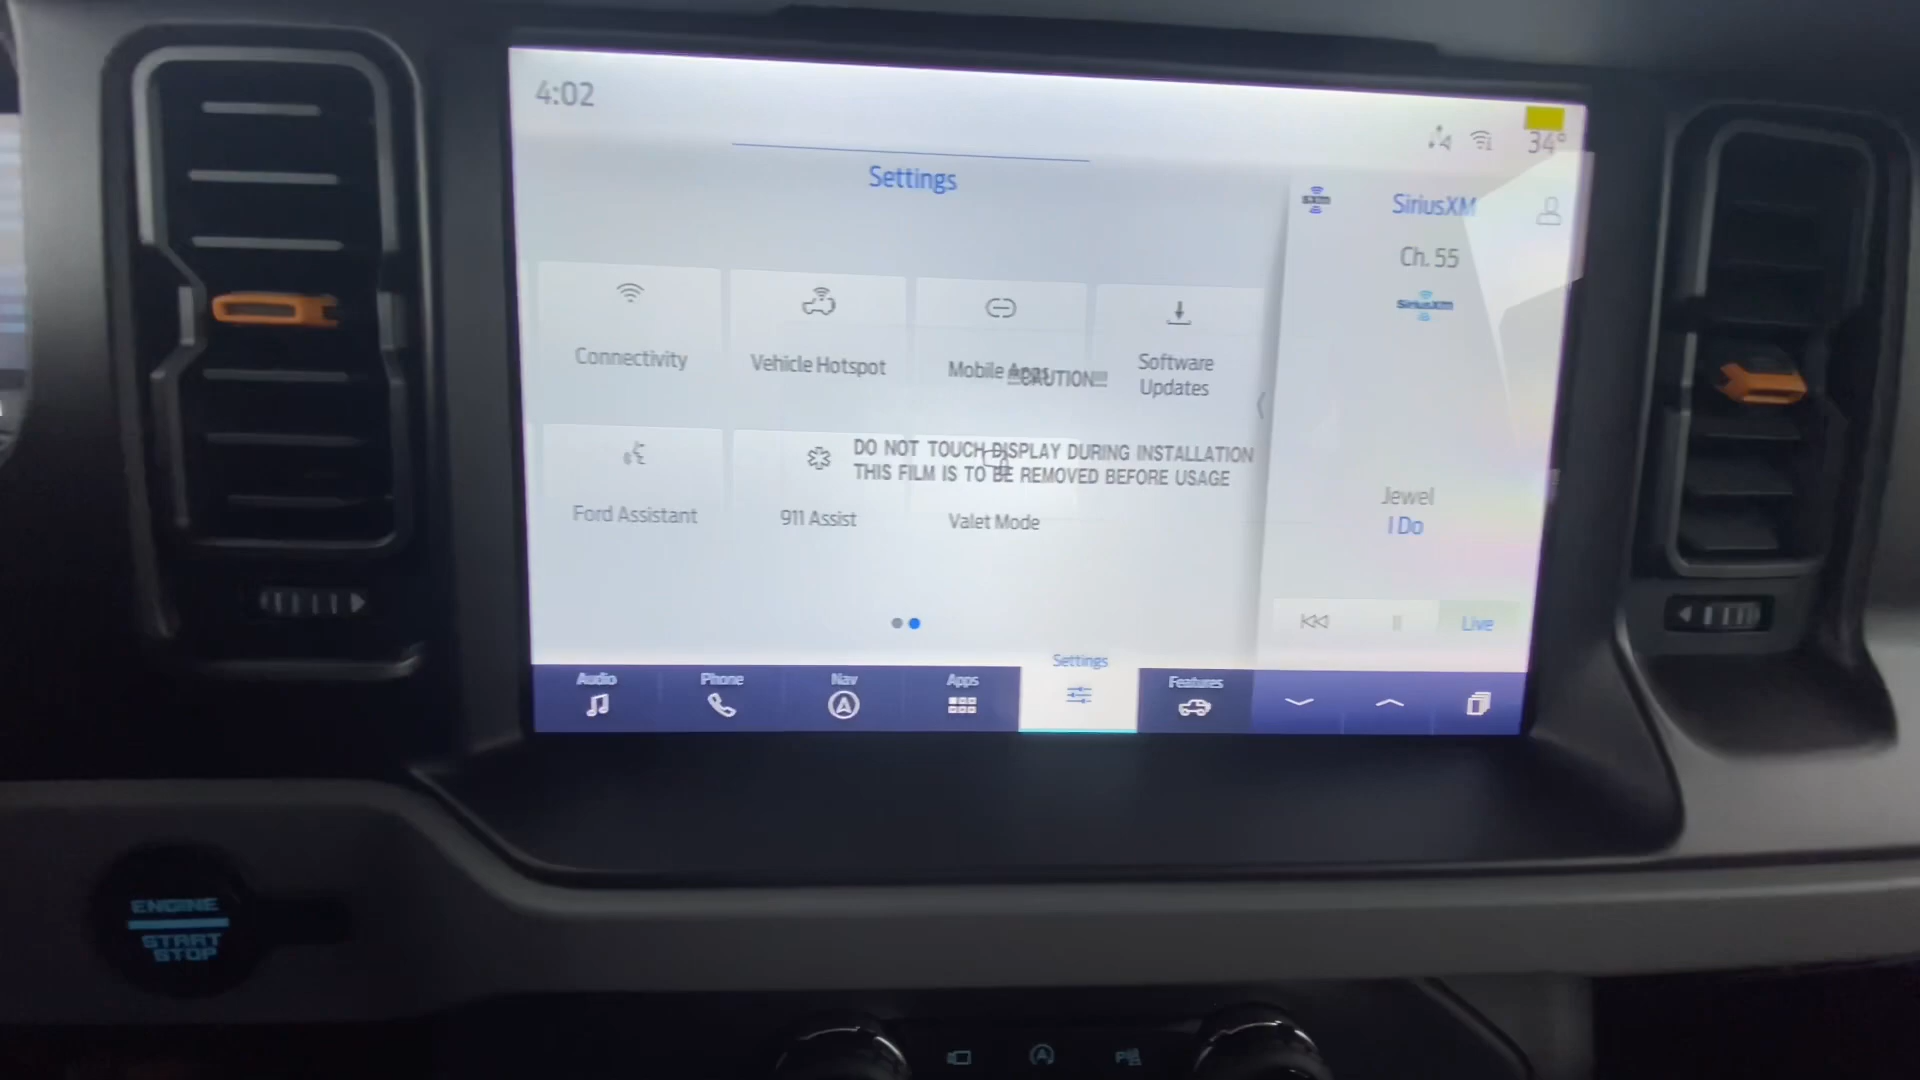 4:02
34°
Settings
sxm
SiriusXM
Ch. 55
SiriusXM
Connectivity
Vehicle Hotspot
Mobile Apps
Software
Updates
!!!CAUTION!!!
DO NOT TOUCH DISPLAY DURING INSTALLATION
THIS FILM IS TO BE REMOVED BEFORE USAGE
Ford Assistant
911 Assist
Valet Mode
Jewel
I Do
Live
Audio
Phone
Nav
Apps
Settings
Features
ENGINE
START
STOP